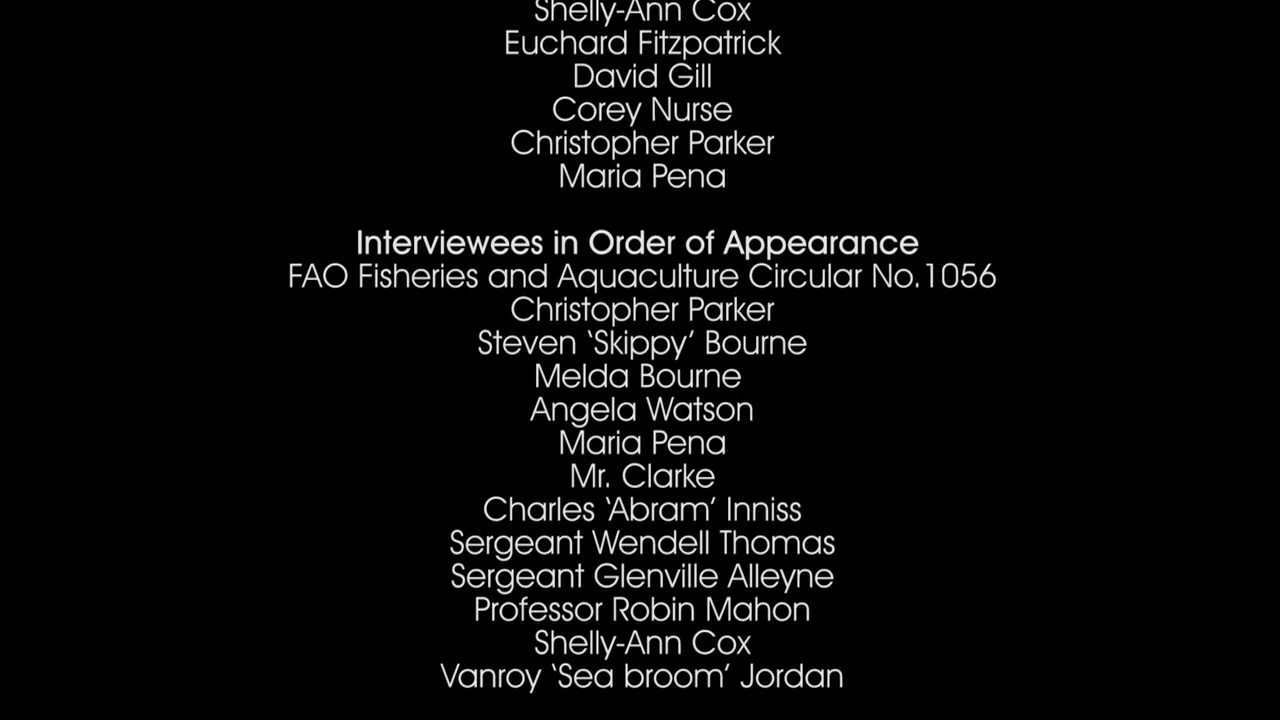 Shelly-Ann Cox
Euchard Fitzpatrick
David Gill
Corey Nurse
Christopher Parker
Maria Pena
Interviewees in Order of Appearance
FAO Fisheries and Aquaculture Circular No.1056
Christopher Parker
Steven ‘Skippy’ Bourne
Melda Bourne
Angela Watson
Maria Pena
Mr. Clarke
Charles ‘Abram’ Inniss
Sergeant Wendell Thomas
Sergeant Glenville Alleyne
Professor Robin Mahon
Shelly-Ann Cox
Vanroy ‘Sea broom’ Jordan